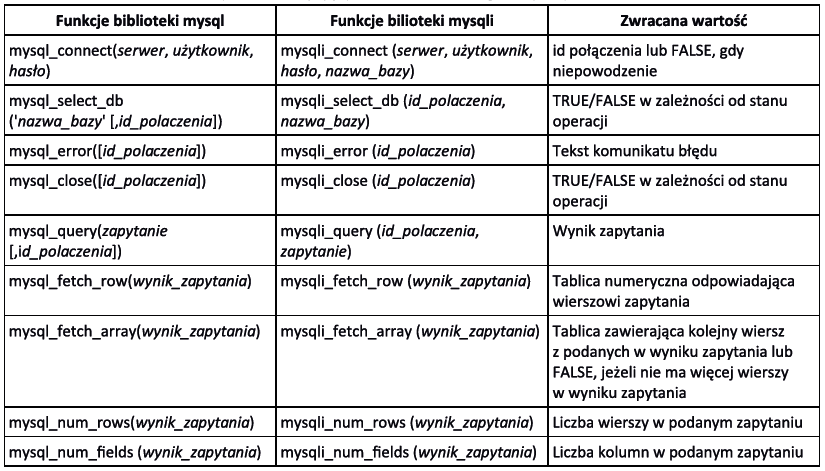 Funkcje biblioteki mysql
Funkcje bilioteki mysqli
Zwracana wartość
mysql_connect(serwer, użytkownik,
hasło)
mysqli_connect (serwer, użytkownik,
hasło, nazwa_bazy)
id połączenia lub FALSE, gdy
niepowodzenie
mysql_select_db
('nazwa_bazy' [,id_polaczenia])
mysqli_select_db (id_polaczenia,
nazwa_bazy)
TRUE/FALSE w zależności od stanu
operacji
mysql_error([id_polaczenia])
mysqli_error (id_polaczenia)
Tekst komunikatu błędu
mysql_close([id_polaczenia])
mysqli_close (id_polaczenia)
TRUE/FALSE w zależności od stanu
operacji
mysql_query(zapytanie
[,id_polaczenia])
mysqli_query (id_polaczenia,
zapytanie)
Wynik zapytania
mysql_fetch_row(wynik_zapytania)
mysqli_fetch_row (wynik_zapytania)
Tablica numeryczna odpowiadająca
wierszowi zapytania
mysql_fetch_array(wynik_zapytania)
mysqli_fetch_array (wynik_zapytania)
Tablica zawierająca kolejny wiersz
z podanych w wyniku zapytania lub
FALSE, jeżeli nie ma więcej wierszy
w wyniku zapytania
mysql_num_rows(wynik_zapytania)
mysqli_num_rows (wynik_zapytania)
Liczba wierszy w podanym zapytaniu
mysql_num_fields (wynik_zapytania)
mysqli_num_fields (wynik_zapytania)
Liczba kolumn w podanym zapytaniu